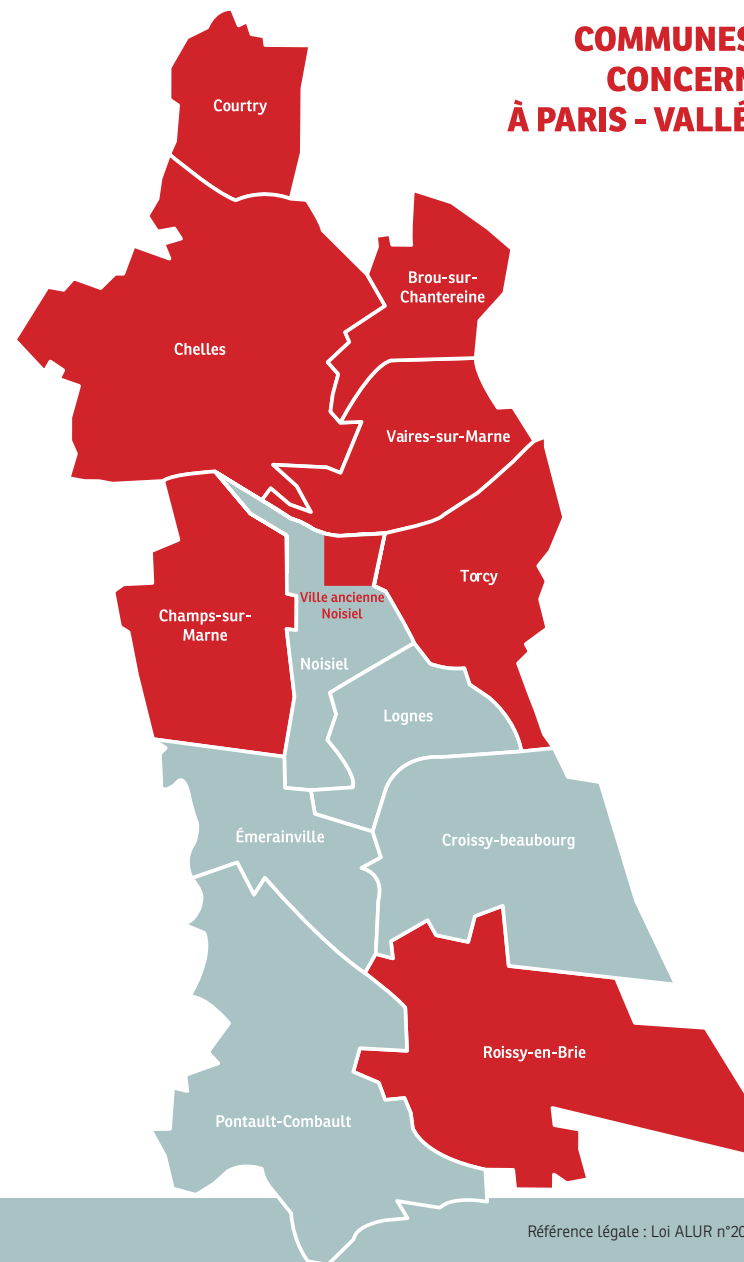 COMMUNES
CONCERN
À PARIS - VALLÉ
Courtry
Brou-sur-
Chantereine
Chelles
Vaires-sur-Marne
Torcy
Ville ancienne
Noisiel
Champs-sur-
Marne
Noisiel
Lognes
Émerainville
Croissy-beaubourg
Roissy-en-Brie
Pontault-Combault
Référence légale : Loi ALUR n°20